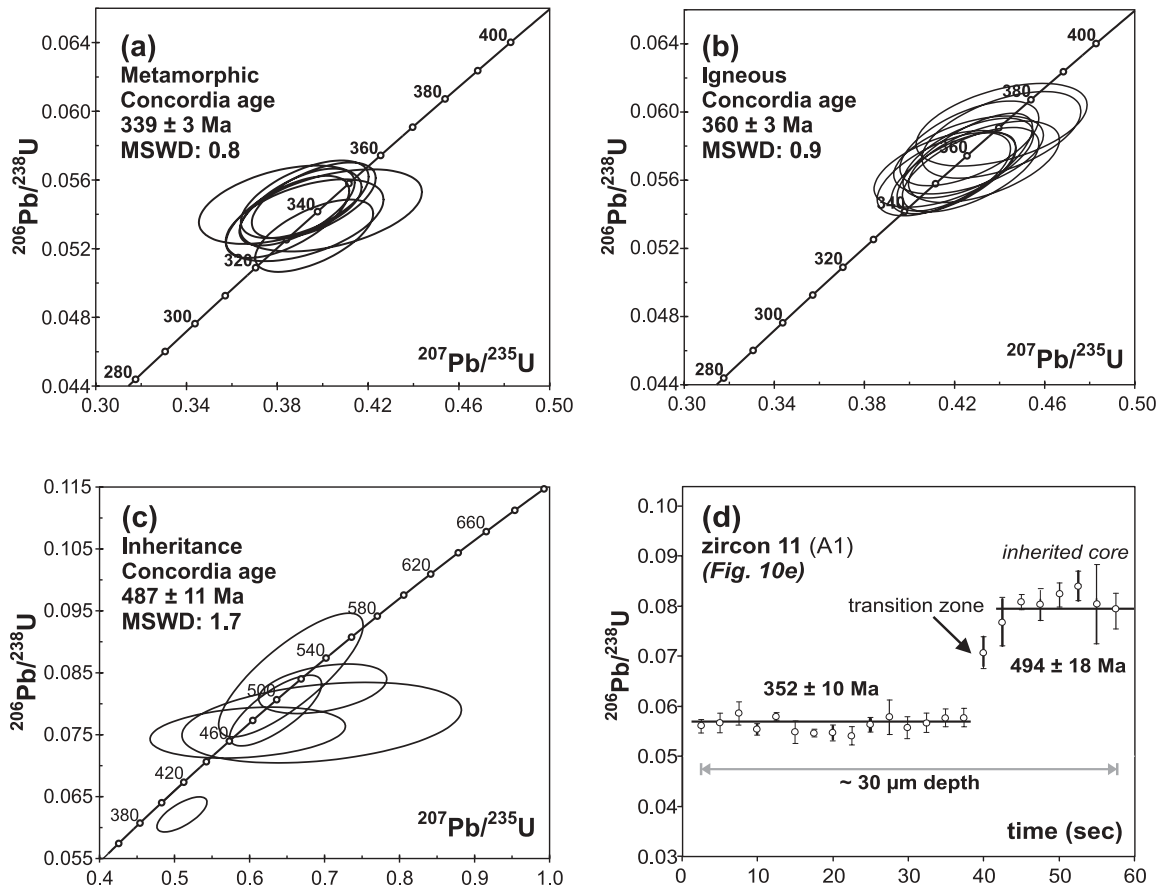 (a)
Metamorphic
Concordia age
339 ± 3 Ma
MSWD: 0.8
400
380
360
340
320
300
280
0.064
0.060
0.056
0.052
0.048
0.044
²⁰⁶Pb/²³⁸U
0.30 0.34 0.38 0.42 0.46 0.50
²⁰⁷Pb/²³⁵U
(b)
Igneous
Concordia age
360 ± 3 Ma
MSWD: 0.9
400
380
360
340
320
300
280
0.064
0.060
0.056
0.052
0.048
0.044
²⁰⁶Pb/²³⁸U
0.30 0.34 0.38 0.42 0.46 0.50
²⁰⁷Pb/²³⁵U
(c)
Inheritance
Concordia age
487 ± 11 Ma
MSWD: 1.7
660
620
580
540
500
460
420
380
0.115
0.105
0.095
0.085
0.075
0.065
0.055
²⁰⁶Pb/²³⁸U
0.4 0.5 0.6 0.7 0.8 0.9 1.0
²⁰⁷Pb/²³⁵U
(d)
zircon 11 (A1)
(Fig. 10e)
inherited core
transition zone
494 ± 18 Ma
352 ± 10 Ma
~ 30 µm depth
time (sec)
0.10
0.09
0.08
0.07
0.06
0.05
0.04
0.03
²⁰⁶Pb/²³⁸U
0 10 20 30 40 50 60